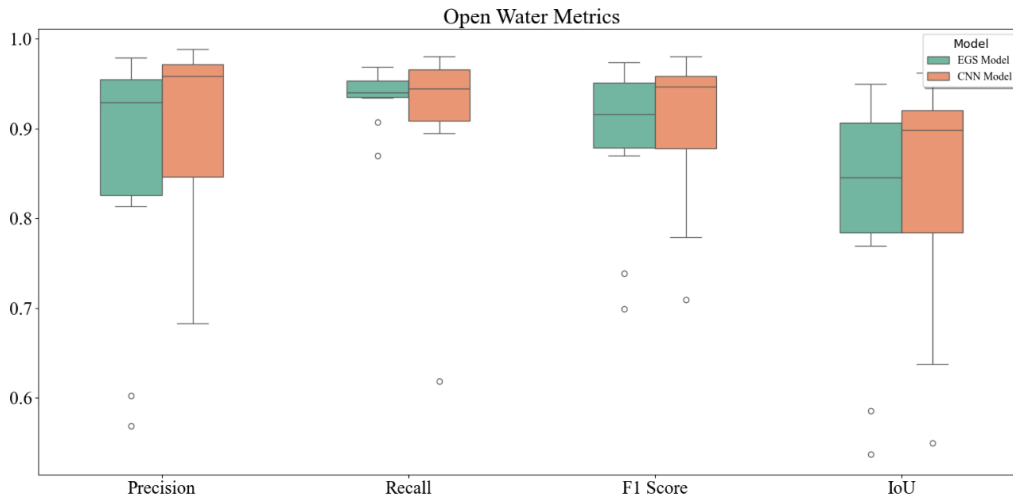 Open Water Metrics
1.0
0.9
0.8
0.7
0.6
Model
EGS Model
CNN Model
Precision
Recall
F1 Score
IoU